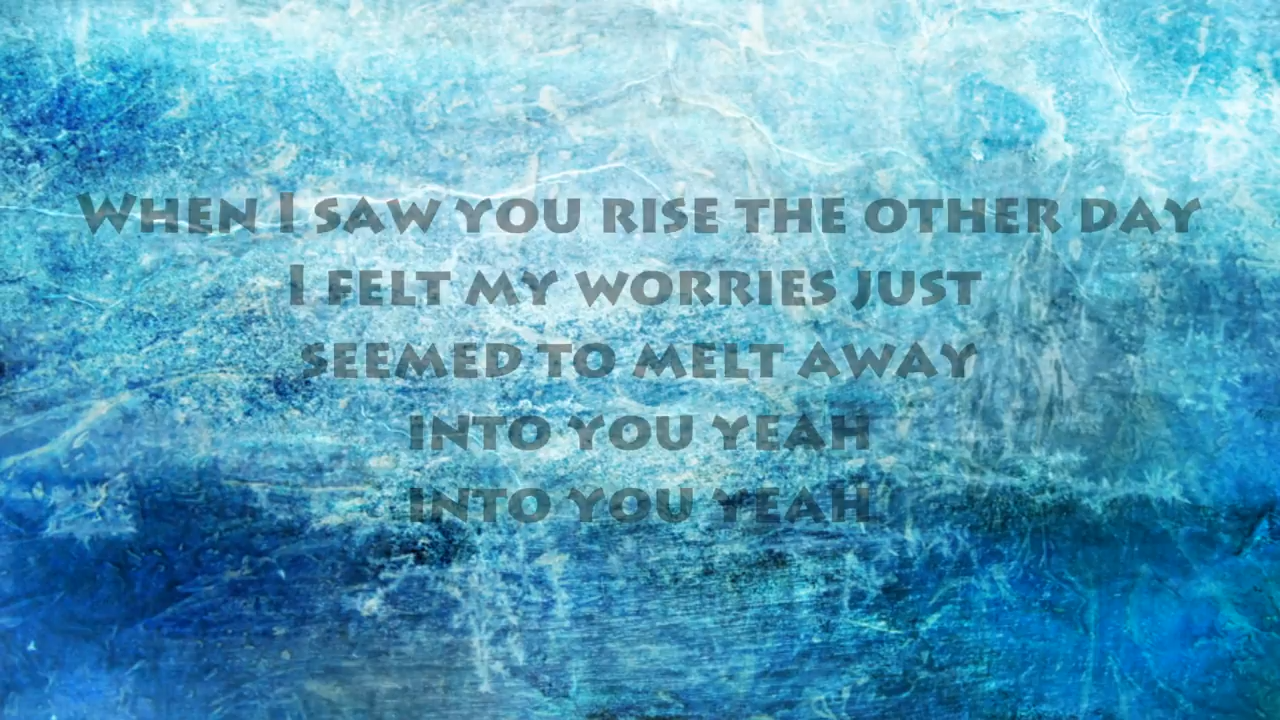 When I saw you rise the other day
I felt my worries just
seemed to melt away
into you yeah
into you yeah